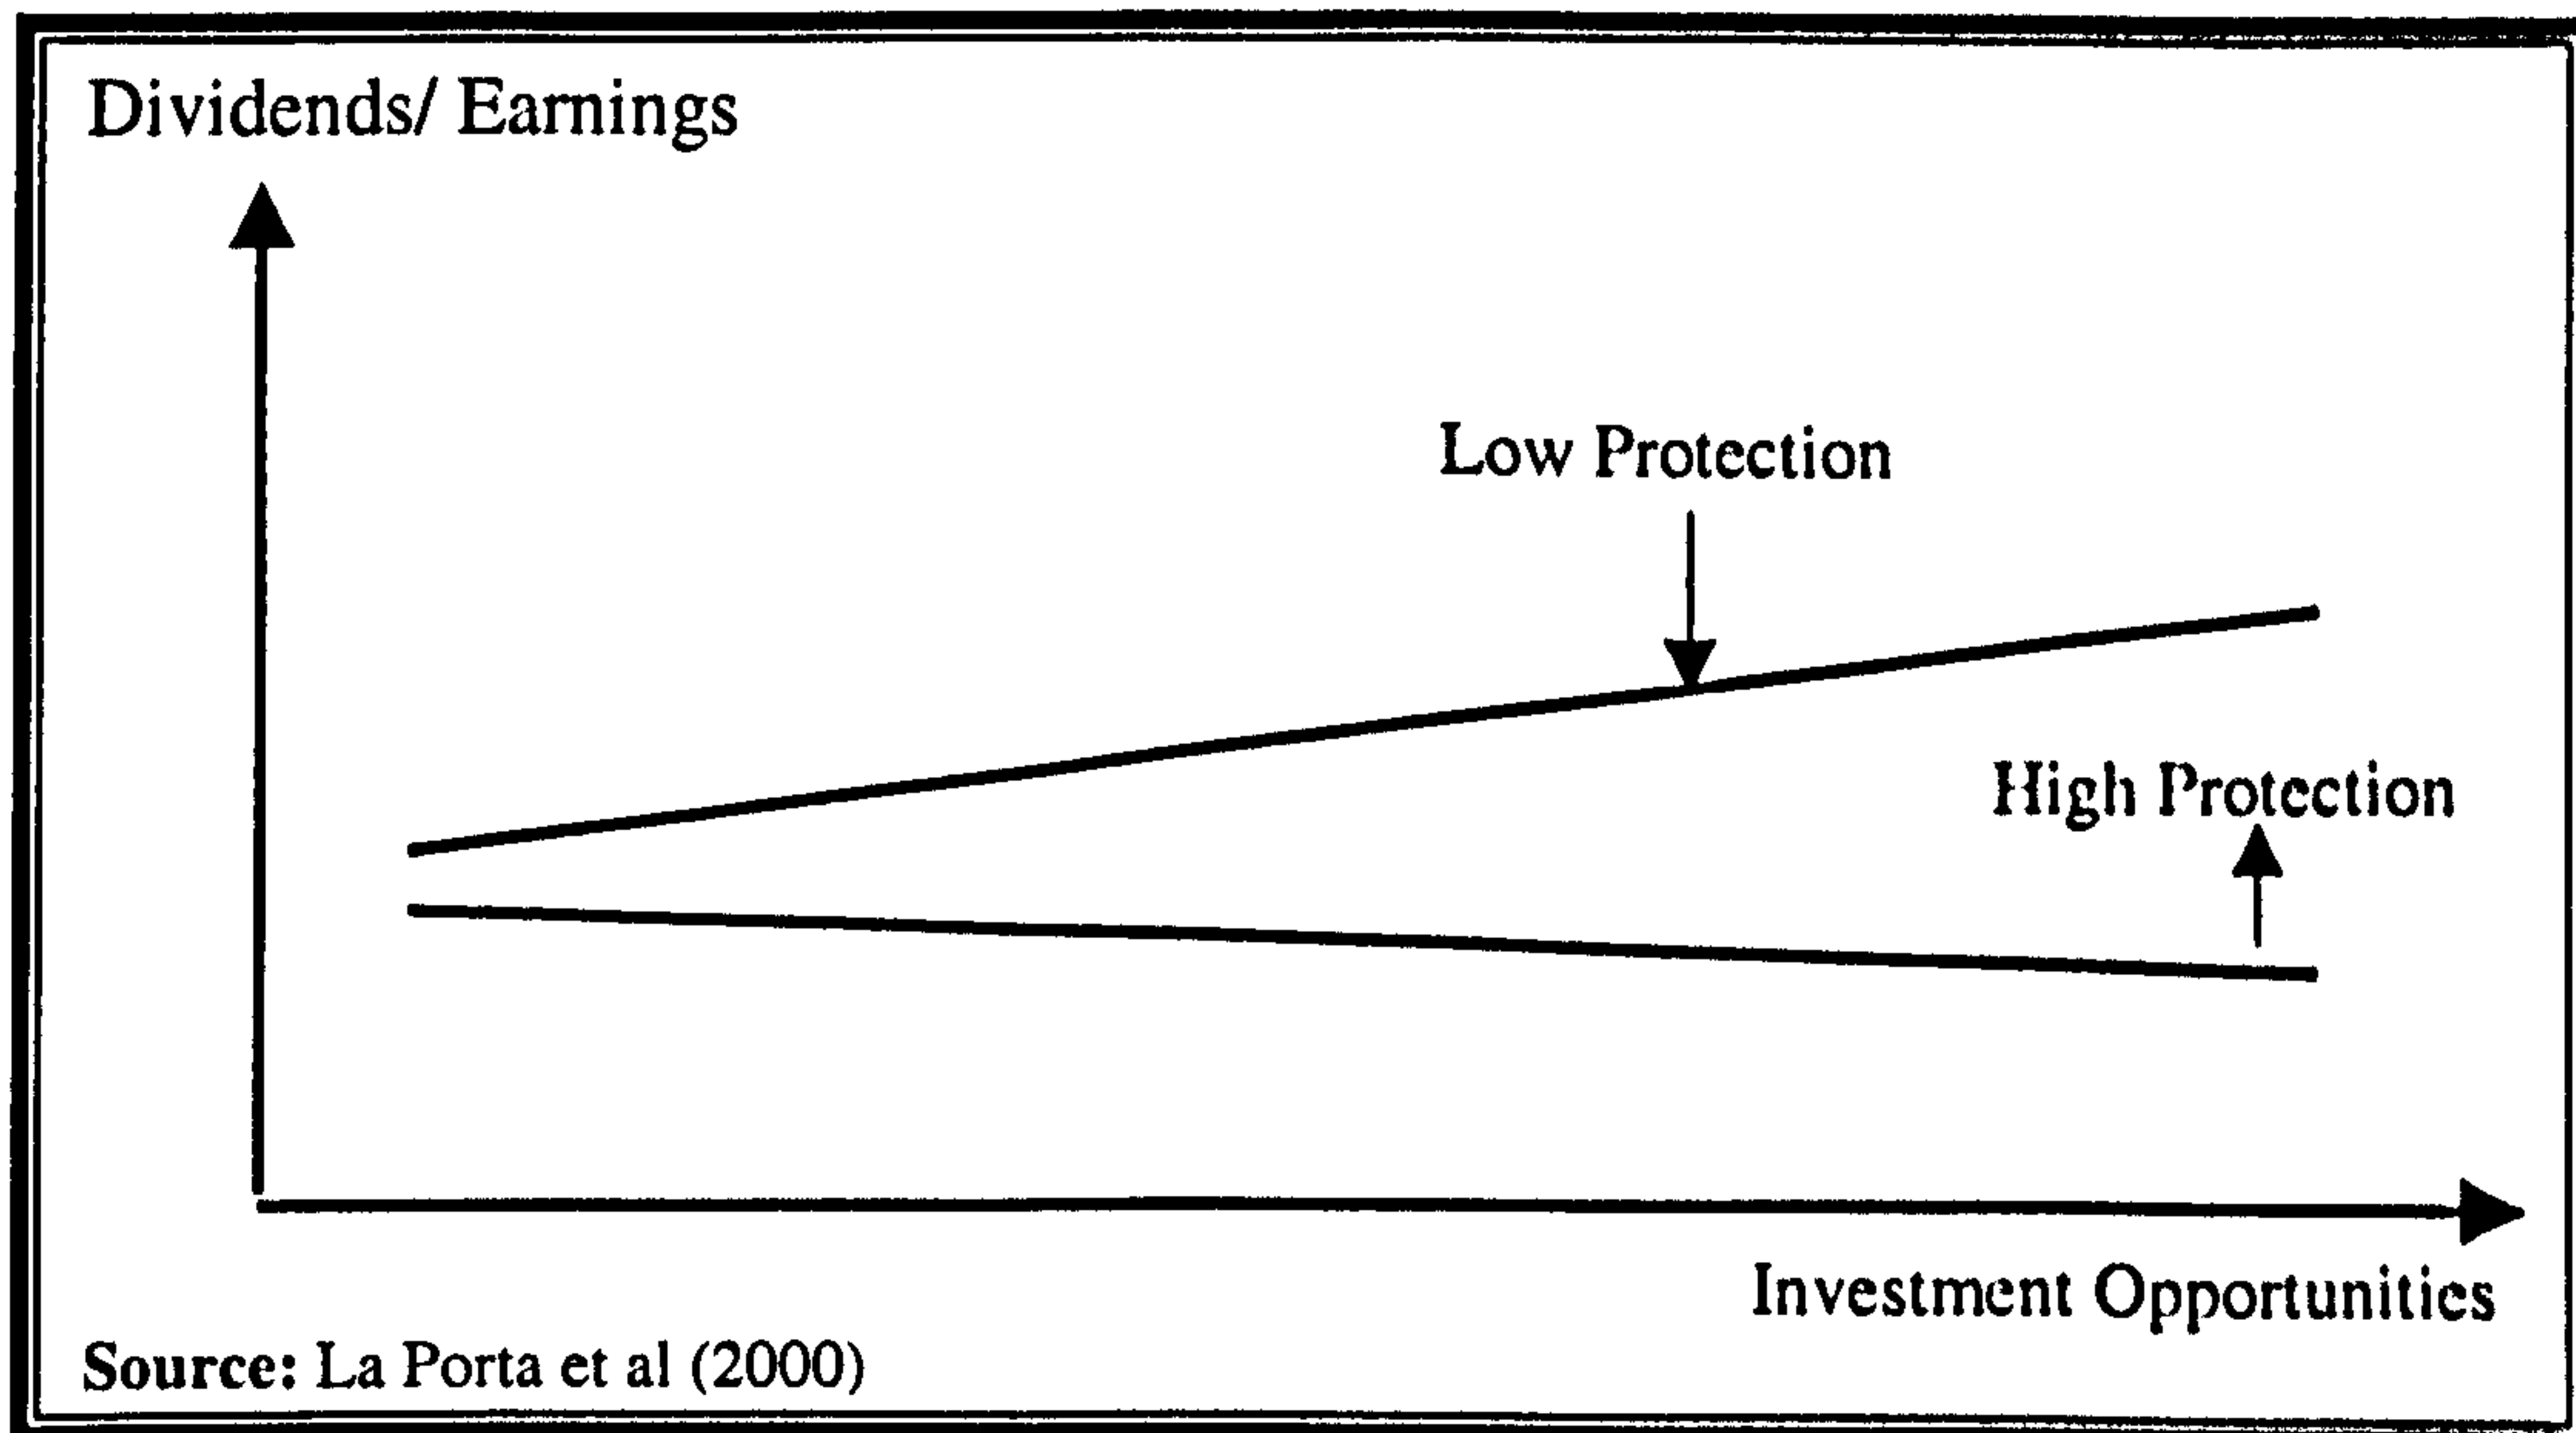 Dividends/ Earnings
Low Protection
High Protection
Investment Opportunities
Source: La Porta et al (2000)